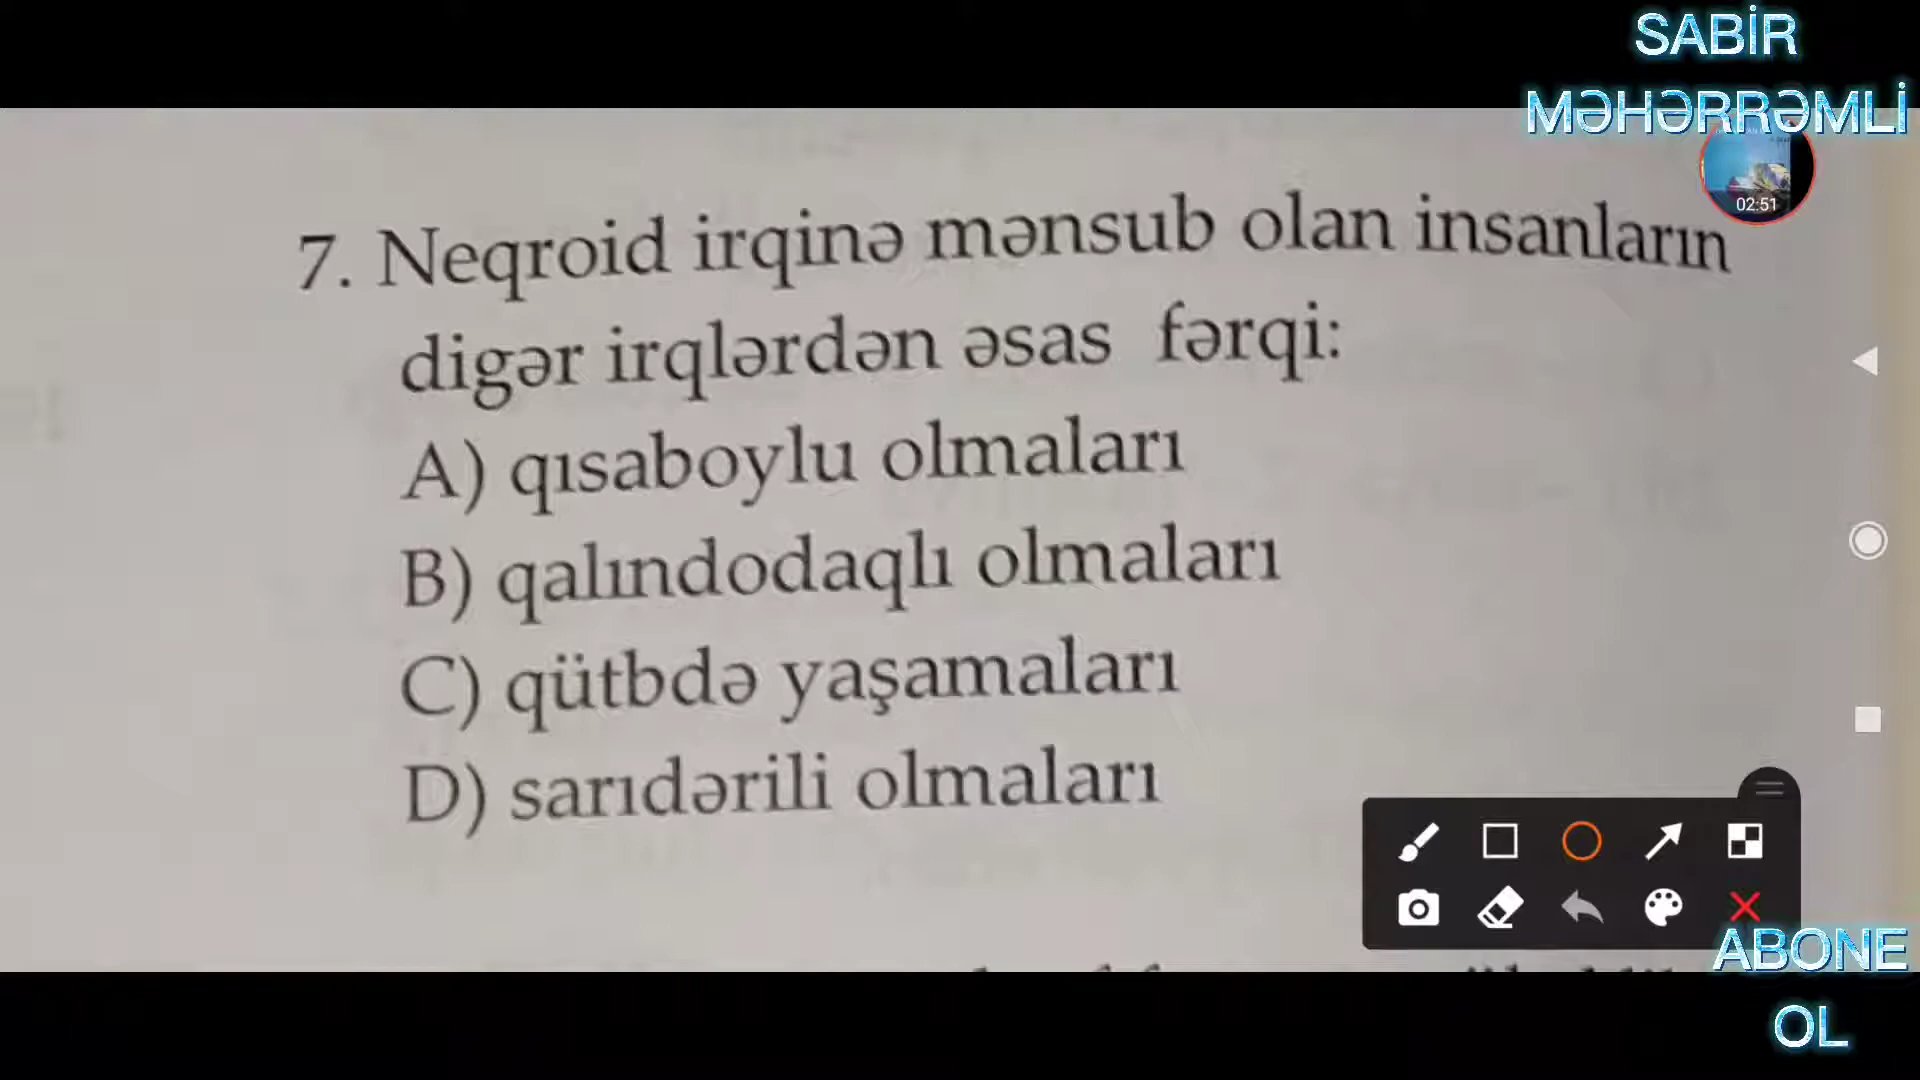 SABİR
MƏHƏRRƏMLİ
02:51
7. Neqroid irqinə mənsub olan insanların
digər irqlərdən əsas fərqi:
A) qısaboylu olmaları
B) qalındodaqlı olmaları
C) qütbdə yaşamaları
D) sarıdərili olmaları
ABONE
OL